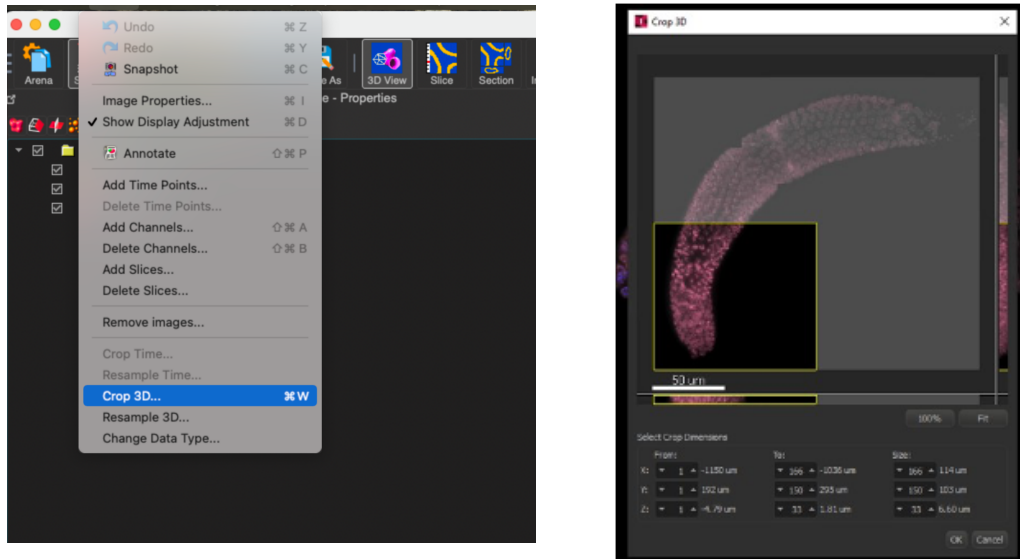 Undo ⌘ Z
Redo ⌘ Y
Snapshot ⌘ C
Image Properties... ⌘ I
✓ Show Display Adjustment ⌘ D
Annotate ⇧ ⌘ P
Add Time Points...
Delete Time Points...
Add Channels... ⇧ ⌘ A
Delete Channels... ⇧ ⌘ B
Add Slices...
Delete Slices...
Remove images...
Crop Time...
Resample Time...
Crop 3D... ⌘ W
Resample 3D...
Change Data Type...
Arena
e As
3D View
Slice
Section
e - Properties
Crop 3D
50 um
100% Fit
Select Crop Dimensions
From: To: Size:
X: 1 -1150 um 166 -1036 um 166 114 um
Y: 1 192 um 150 295 um 150 103 um
Z: 1 -4.79 um 33 1.81 um 33 6.60 um
OK Cancel